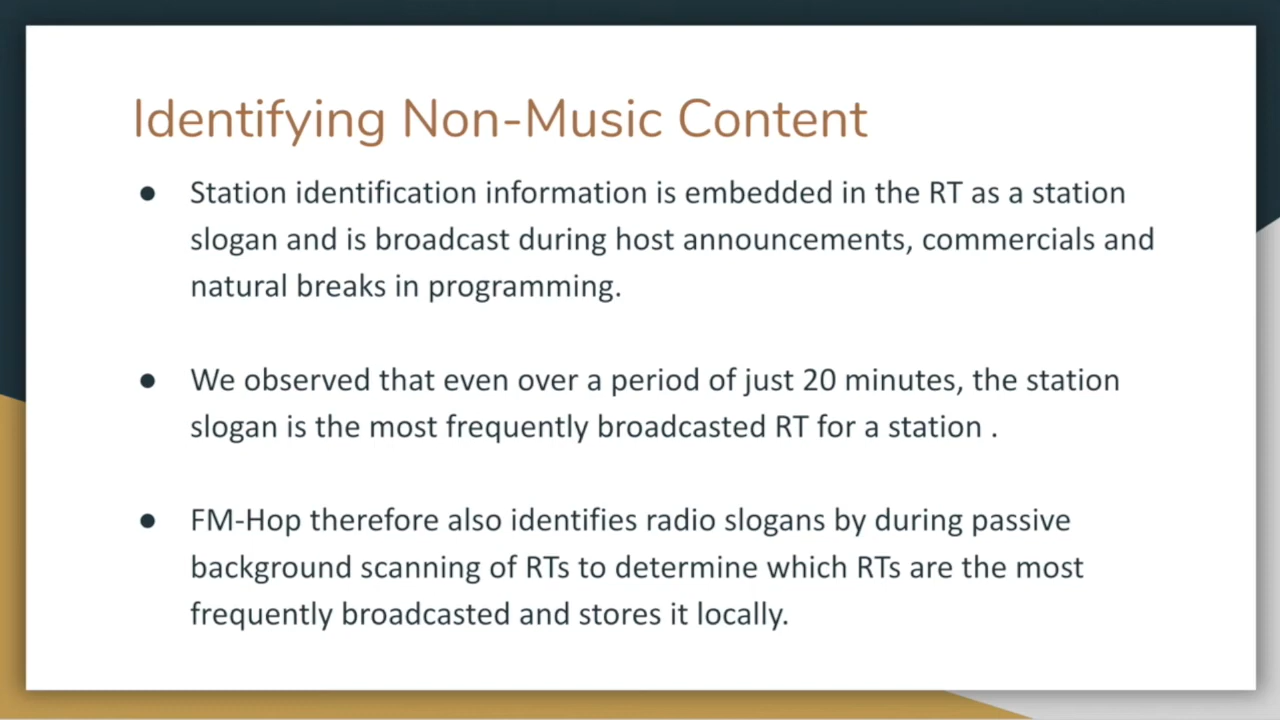 Identifying Non-Music Content
● Station identification information is embedded in the RT as a station
slogan and is broadcast during host announcements, commercials and
natural breaks in programming.
● We observed that even over a period of just 20 minutes, the station
slogan is the most frequently broadcasted RT for a station .
● FM-Hop therefore also identifies radio slogans by during passive
background scanning of RTs to determine which RTs are the most
frequently broadcasted and stores it locally.